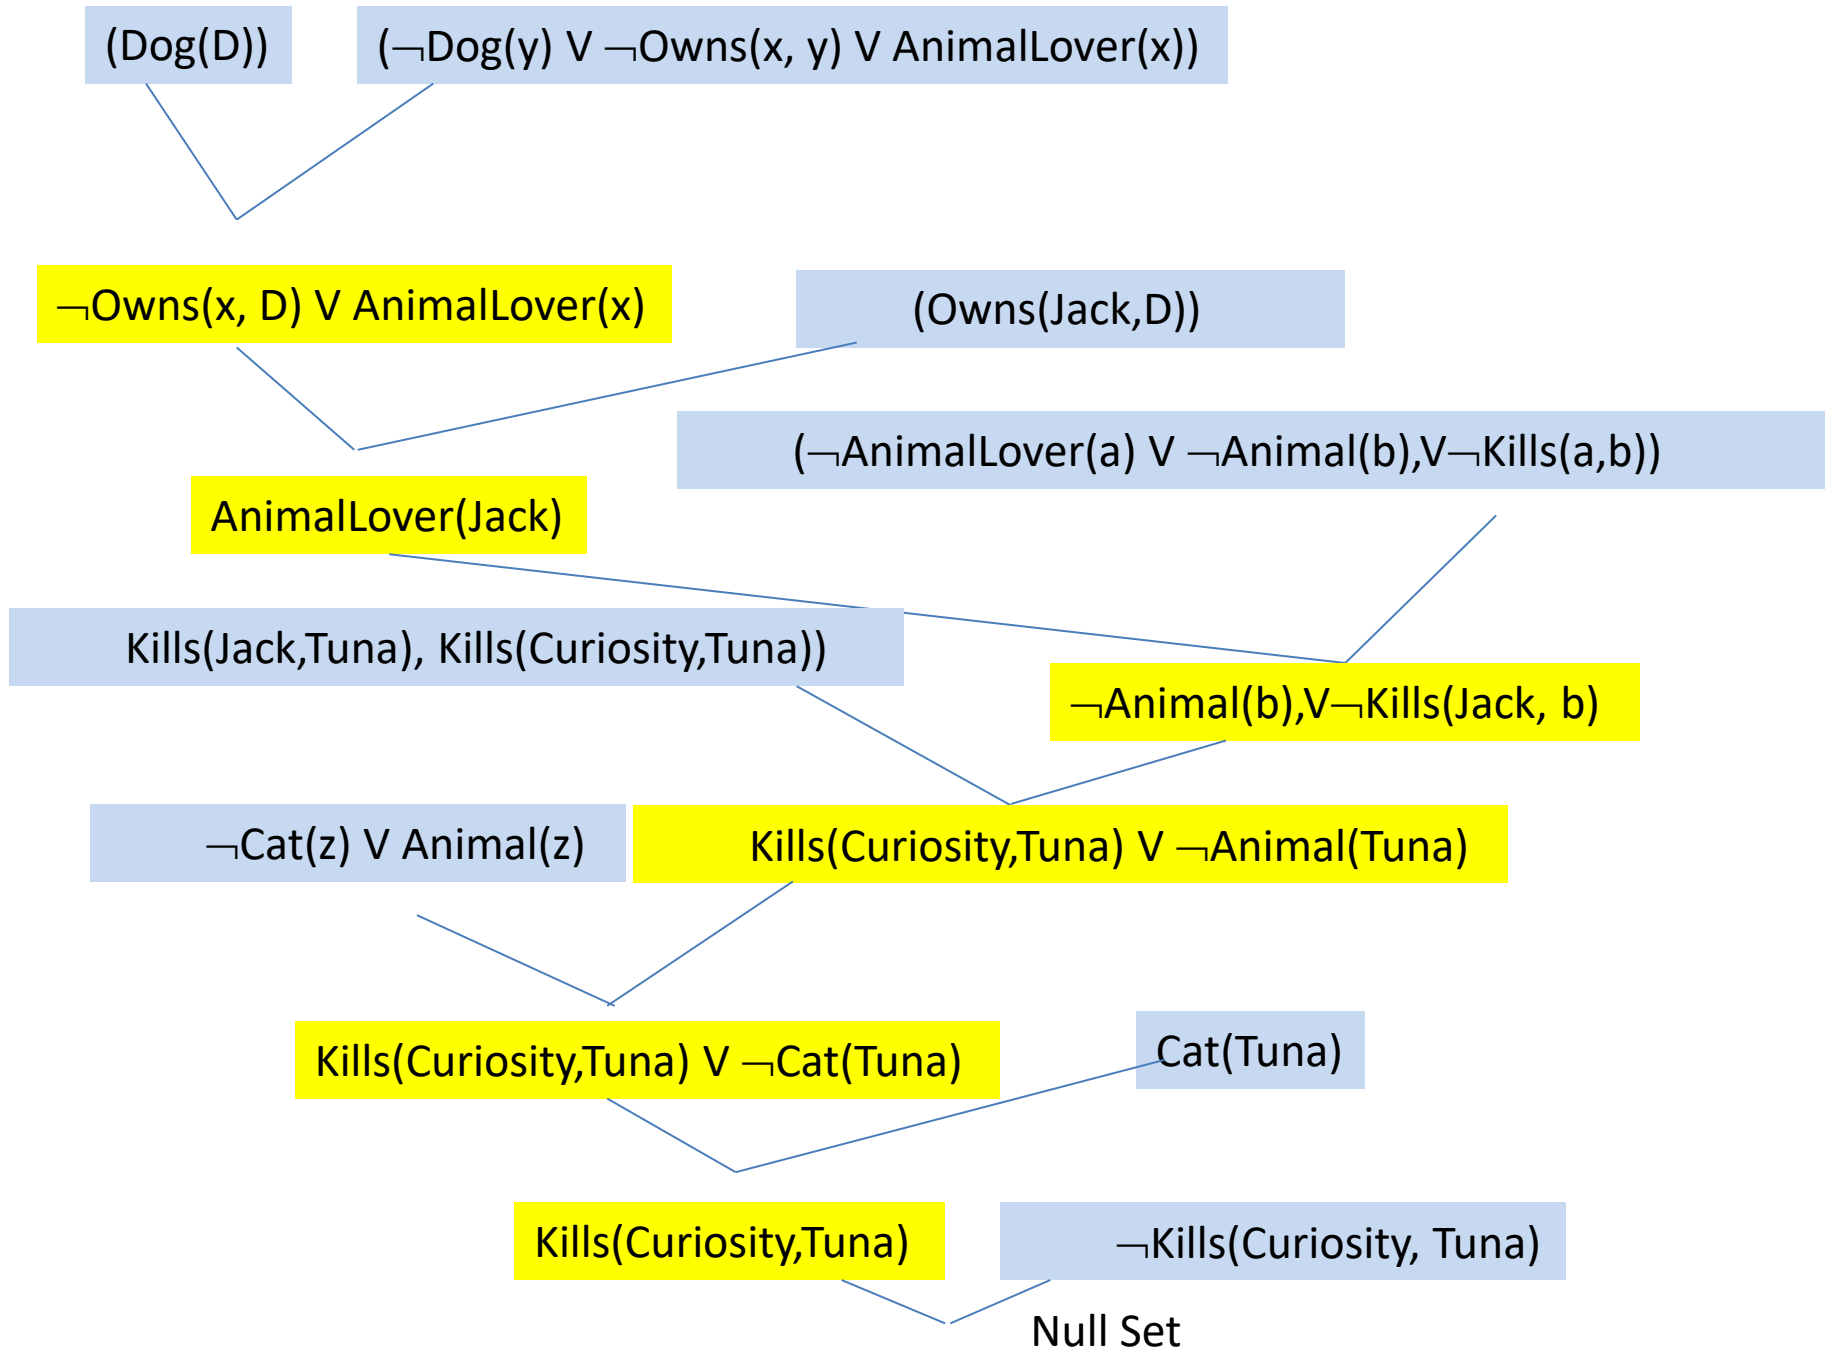 (Dog(D))
(¬Dog(y) V ¬Owns(x, y) V AnimalLover(x))
¬Owns(x, D) V AnimalLover(x)
(Owns(Jack,D))
(¬AnimalLover(a) V ¬Animal(b),V¬Kills(a,b))
AnimalLover(Jack)
Kills(Jack,Tuna), Kills(Curiosity,Tuna))
¬Animal(b),V¬Kills(Jack, b)
¬Cat(z) V Animal(z)
Kills(Curiosity,Tuna) V ¬Animal(Tuna)
Kills(Curiosity,Tuna) V ¬Cat(Tuna)
Cat(Tuna)
Kills(Curiosity,Tuna)
¬Kills(Curiosity, Tuna)
Null Set